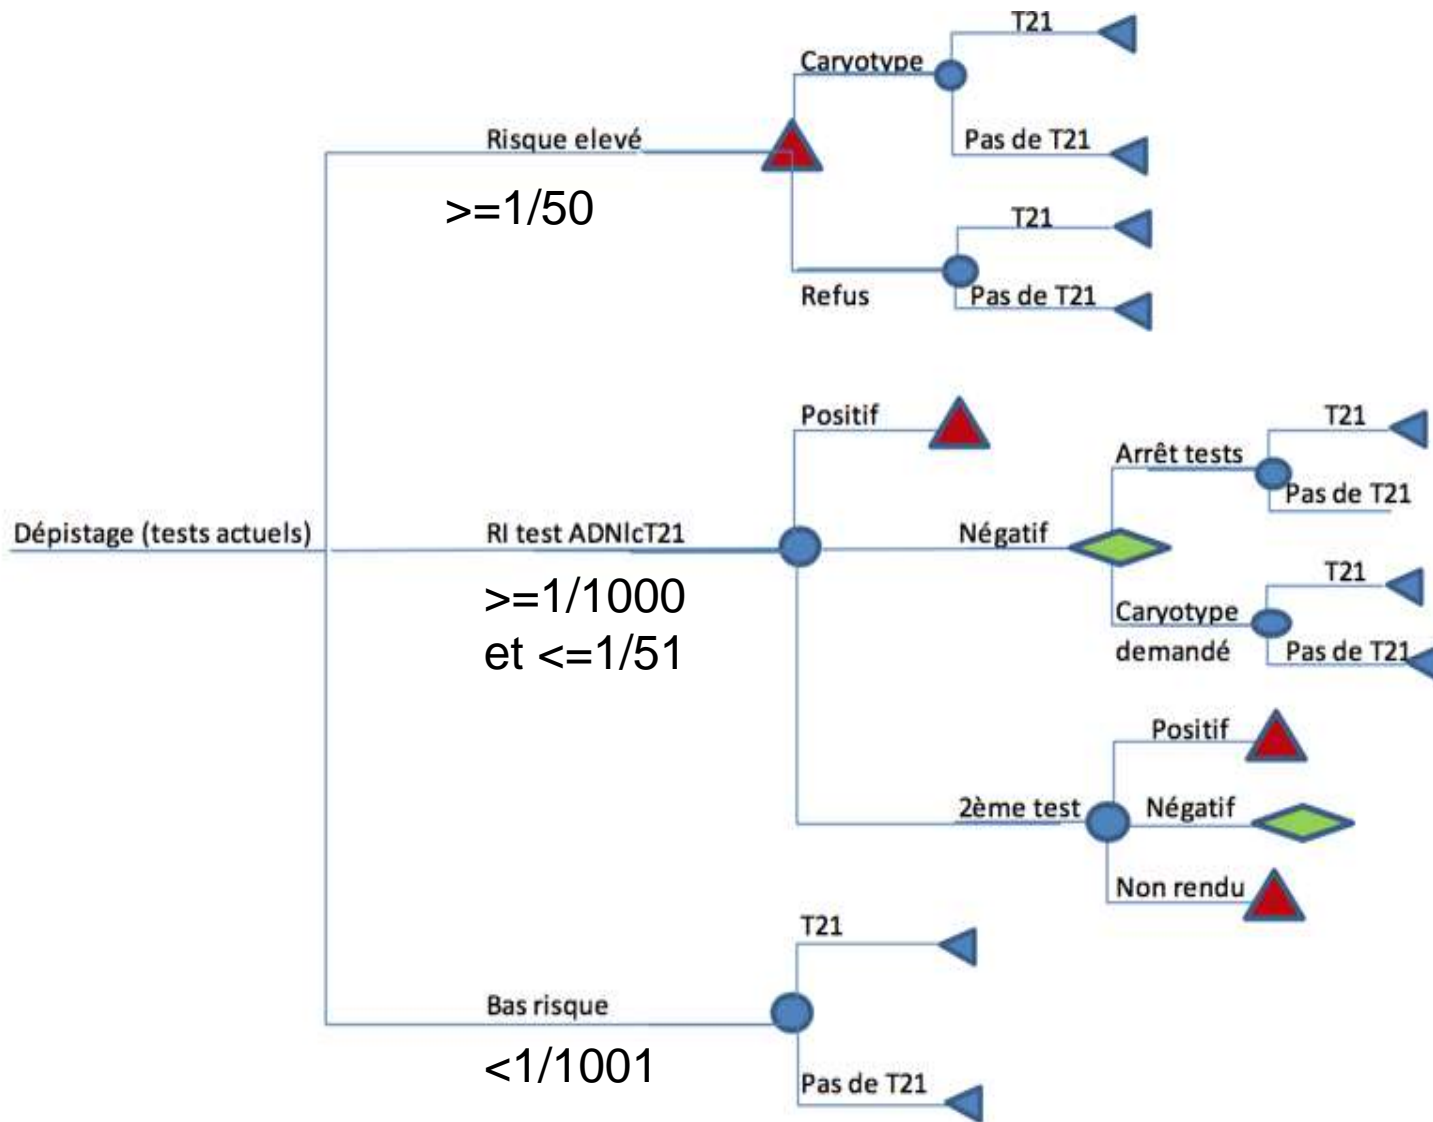 T21
Caryotype
Pas de T21
Risque elevé
>=1/50
T21
Refus
Pas de T21
Positif
T21
Arrêt tests
Pas de T21
Dépistage (tests actuels)
RI test ADNlcT21
Négatif
>=1/1000
et <=1/51
T21
Caryotype
demandé
Pas de T21
Positif
2ème test
Négatif
Non rendu
T21
Bas risque
<1/1001
Pas de T21